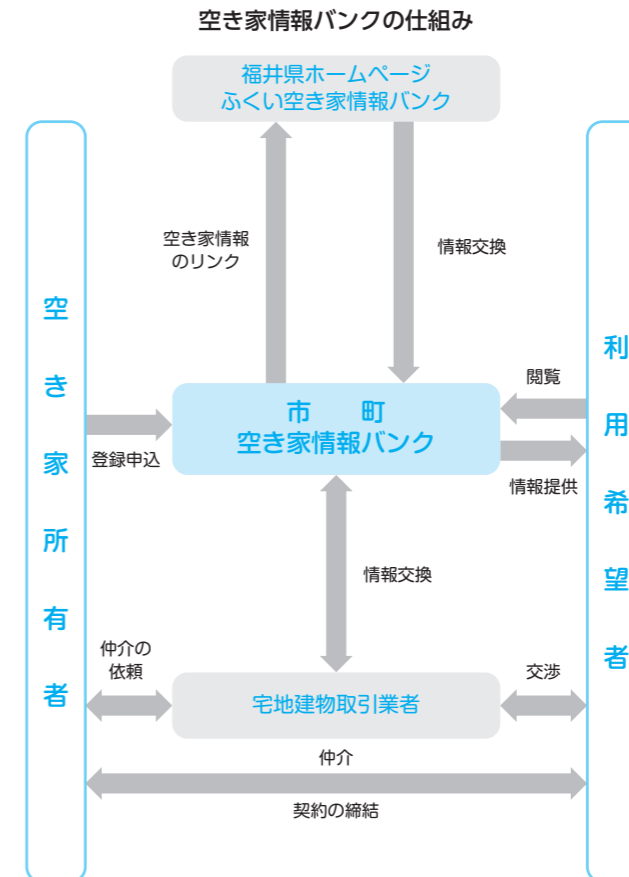 空き家情報バンクの仕組み
福井県ホームページ
ふくい空き家情報バンク
空き家情報
のリンク
情報交換
空き家所有者
利用希望者
閲覧
市　町
空き家情報バンク
登録申込
情報提供
情報交換
仲介の
依頼
交渉
宅地建物取引業者
仲介
契約の締結